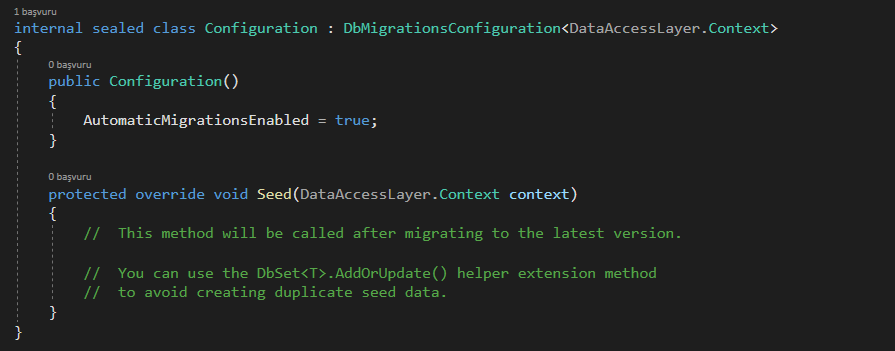 1 başvuru
internal sealed class Configuration : DbMigrationsConfiguration<DataAccessLayer.Context>
{
0 başvuru
public Configuration()
{
AutomaticMigrationsEnabled = true;
}
0 başvuru
protected override void Seed(DataAccessLayer.Context context)
{
//  This method will be called after migrating to the latest version.
//  You can use the DbSet<T>.AddOrUpdate() helper extension method
//  to avoid creating duplicate seed data.
}
}